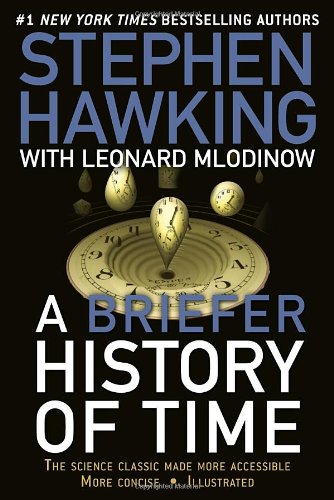 #1 NEW YORK TIMES BESTSELLING AUTHORS
STEPHEN
HAWKING
WITH LEONARD MLODINOW
A BRIEFER
HISTORY
OF TIME
THE SCIENCE CLASSIC MADE MORE ACCESSIBLE
MORE CONCISE • ILLUSTRATED